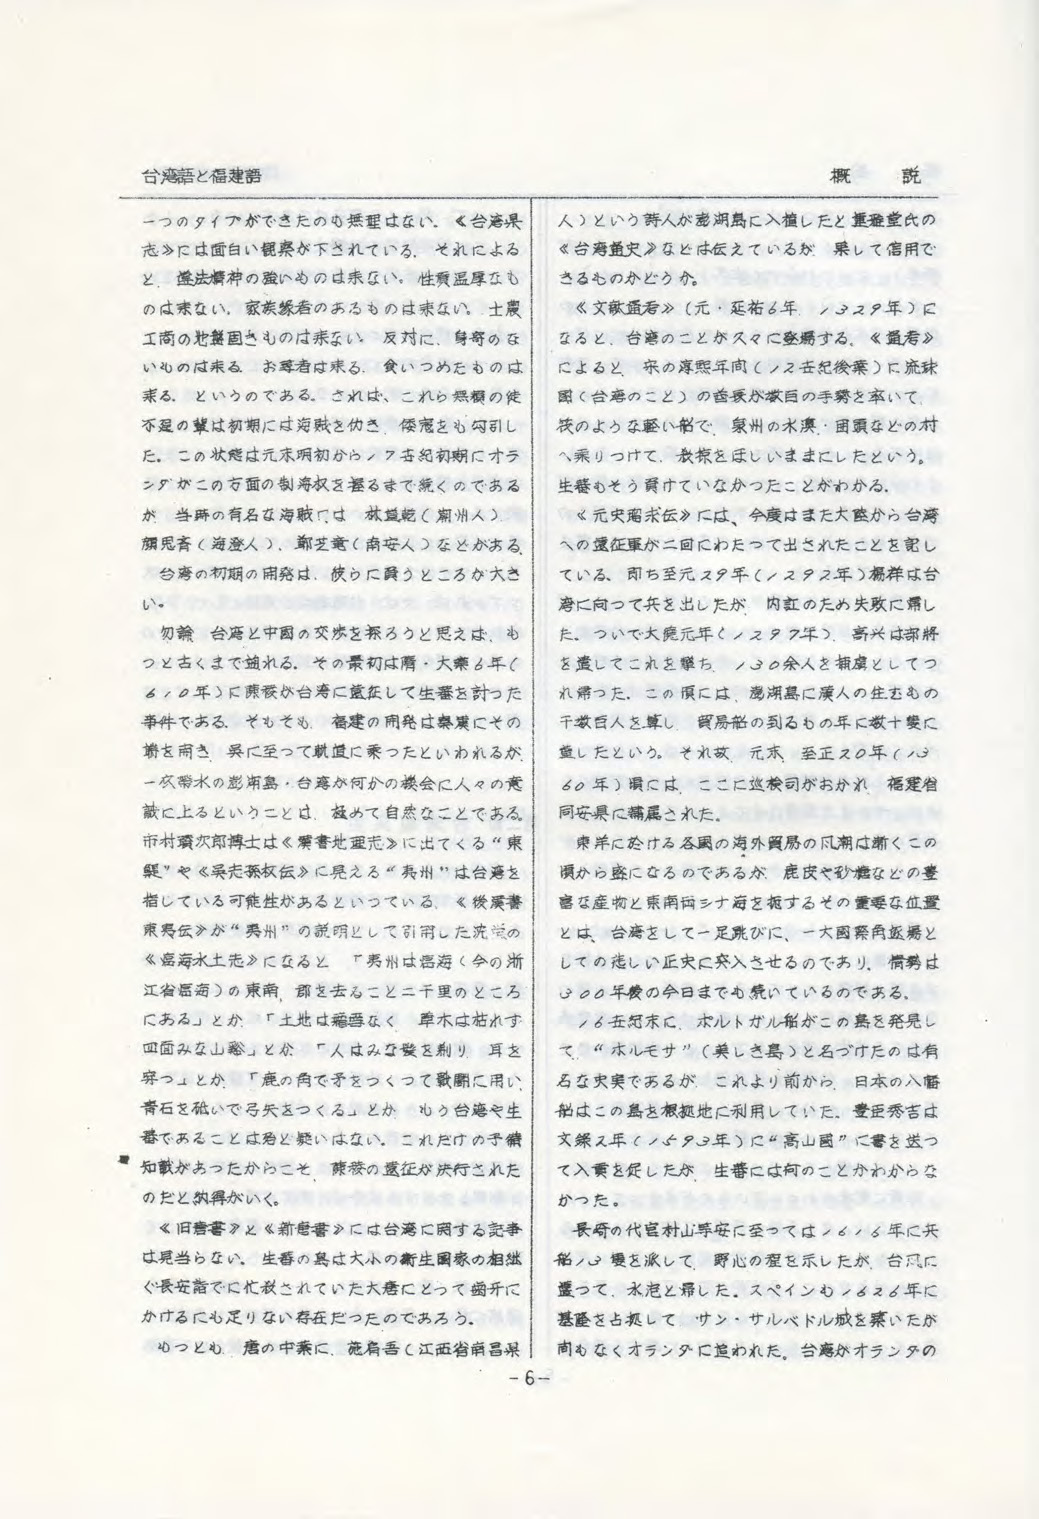 台湾語と福建語
概　　説
一つのタイプができたのも無理はない。《台湾県
志》には面白い観察が下されている。それによる
と、遵法精神の強いものは来ない。性質温厚なも
のは来ない。家族係者のあるものは来ない。士農
工商の地盤固きものは来ない。反対に、身寄のな
いものは来る。お尋者は来る。食いつめたものは
来る。というのである。されば、これら無頼の徒
不逞の輩は初期には海賊を働き、倭寇をも勾引し
た。この状態は元末明初から17世紀初期にオラ
ンダがこの方面の制海権を握るまで続くのである
が、当時の有名な海賊には、林道乾(潮州人)、
顔思斉(海澄人)、鄭芝竜(南安人)などがある。
台湾の初期の開発は、彼らに負うところが大き
い。
勿論、台湾と中国の交渉を探ろうと思えば、も
つと古くまで遡れる。その最初は隋・大業6年(
610年)に陳稜が台湾に遠征して生蕃を討つた
事件である。そもそも、福建の開発は秦漢にその
端を開き、呉に至つて軌道に乗つたといわれるが、
一衣帯水の澎湖島・台湾が何かの機会に人々の意
識に上るということは、極めて自然なことである。
市村瓚次郎博士は《漢書地理志》に出てくる“東
鯷”や《呉志孫权伝》に見える“夷州”は台湾を
指している可能性があるといつている。《後漢書
東夷伝》が“夷州”の説明として引用した沈瑩の
《臨海水土志》になると、「夷州は臨海(今の浙
江省臨海)の東南、郡を去ること二千里のところ
にある」とか、「土地は霜雪なく、草木は枯れず
四面みな山谿」とか、「人はみな髪を剃り、耳を
穿つ」とか、「鹿の角で矛をつくつて戦闘に用い、
青石を砥いで弓矢をつくる」とか、もう台湾や生
蕃であることは殆ど疑いはない。これだけの予備
知識があつたからこそ、陳稜の遠征が決行された
のだと納得がいく。
《旧唐書》と《新唐書》には台湾に関する記事
は見当らない。生蕃の島は大小の衛生国家の相継
ぐ長安詣でに忙殺されていた大唐にとつて歯牙に
かけるにも足りない存在だつたのであろう。
もつとも、唐の中葉に、施肩吾(江西省南昌県
人)という詩人が澎湖島に入植したと連雅堂氏の
《台湾通史》などは伝えているが、果して信用で
きるものかどうか。
《文献通考》(元・延祐6年、1329年)に
なると、台湾のことが久々に登場する。《通考》
によると、宋の淳熙年間(12世紀後葉)に流球
国(台湾のこと)の酋長が数百の手勢を率いて、
筏のような軽い船で、泉州の水澳・囲頭などの村
へ乗りつけて、殺掠をほしいままにしたという。
生蕃もそう負けていなかつたことがわかる。
《元史瑠求伝》には、今度はまた大陸から台湾
への遠征軍が二回にわたつて出されたことを記し
ている。即ち至元29年(1292年)楊祥は台
湾に向つて兵を出したが、内訌のため失敗に帰し
た。ついで大徳元年(1297年)、高興は部将
を遣してこれを撃ち、130余人を捕虜としてつ
れ帰つた。この頃には、澎湖島に漢人の住むもの
千数百人を算し、貿易船の到るもの年に数十隻に
達したという。それ故、元末、至正20年(13
60年)頃には、ここに巡検司がおかれ、福建省
同安県に隷属された。
東洋に於ける各国の海外貿易の風潮は漸くこの
頃から盛になるのであるが、鹿皮や砂糖などの豊
富な産物と東南両シナ海を扼するその重要な位置
とは、台湾をして一足跳びに、一大国際角逐場と
しての悲しい正史に突入させるのであり、情勢は
300年後の今日までも続いているのである。
16世紀末に、ポルトガル船がこの島を発見し
て、“ホルモサ”(美しき島)と名づけたのは有
名な史実であるが、これより前から、日本の八幡
船はこの島を根拠地に利用していた。豊臣秀吉は
文禄2年(1593年)に“高山国”に書を送つ
て入貢を促したが、生蕃には何のことかわからな
かつた。
長崎の代官村山等安に至つては1616年に兵
船13隻を派して、野心の程を示したが、台風に
遭つて、水泡と帰した。スペインも1626年に
基隆を占拠して、サン・サルバドル城を築いたが
間もなくオランダに追われた。台湾がオランダの
-6-